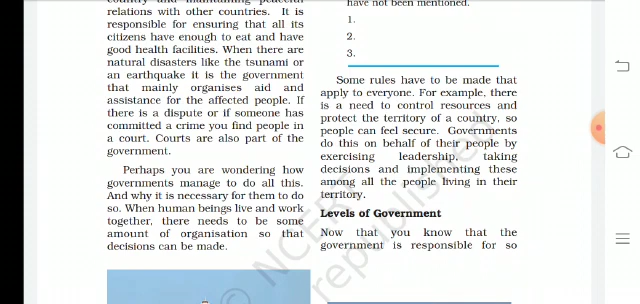 country and maintaining peaceful
relations with other countries. It is
responsible for ensuring that all its
citizens have enough to eat and have
good health facilities. When there are
natural disasters like the tsunami or
an earthquake it is the government
that mainly organises aid and
assistance for the affected people. If
there is a dispute or if someone has
committed a crime you find people in
a court. Courts are also part of the
government.
Perhaps you are wondering how
governments manage to do all this.
And why it is necessary for them to do
so. When human beings live and work
together, there needs to be some
amount of organisation so that
decisions can be made.
have not been mentioned.
1.
2.
3.
Some rules have to be made that
apply to everyone. For example, there
is a need to control resources and
protect the territory of a country, so
people can feel secure. Governments
do this on behalf of their people by
exercising leadership, taking
decisions and implementing these
among all the people living in their
territory.
Levels of Government
Now that you know that the
government is responsible for so
© NCERT
republished